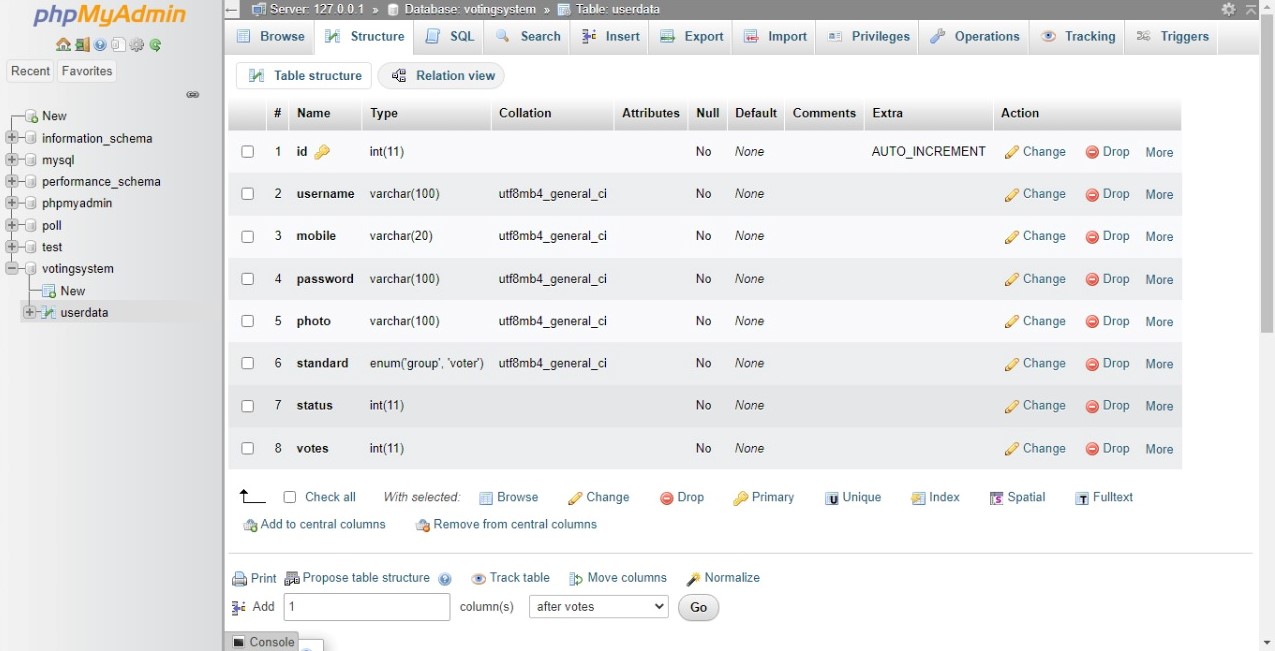 phpMyAdmin
Recent Favorites
New
information_schema
mysql
performance_schema
phpmyadmin
poll
test
votingsystem
New
userdata
Server: 127.0.0.1 » Database: votingsystem » Table: userdata
Browse Structure SQL Search Insert Export Import Privileges Operations Tracking Triggers
Table structure Relation view
# Name Type Collation Attributes Null Default Comments Extra Action
1 id int(11) No None AUTO_INCREMENT Change Drop More
2 username varchar(100) utf8mb4_general_ci No None Change Drop More
3 mobile varchar(20) utf8mb4_general_ci No None Change Drop More
4 password varchar(100) utf8mb4_general_ci No None Change Drop More
5 photo varchar(100) utf8mb4_general_ci No None Change Drop More
6 standard enum('group', 'voter') utf8mb4_general_ci No None Change Drop More
7 status int(11) No None Change Drop More
8 votes int(11) No None Change Drop More
Check all With selected: Browse Change Drop Primary Unique Index Spatial Fulltext
Add to central columns Remove from central columns
Print Propose table structure Track table Move columns Normalize
Add 1 column(s) after votes Go
Console